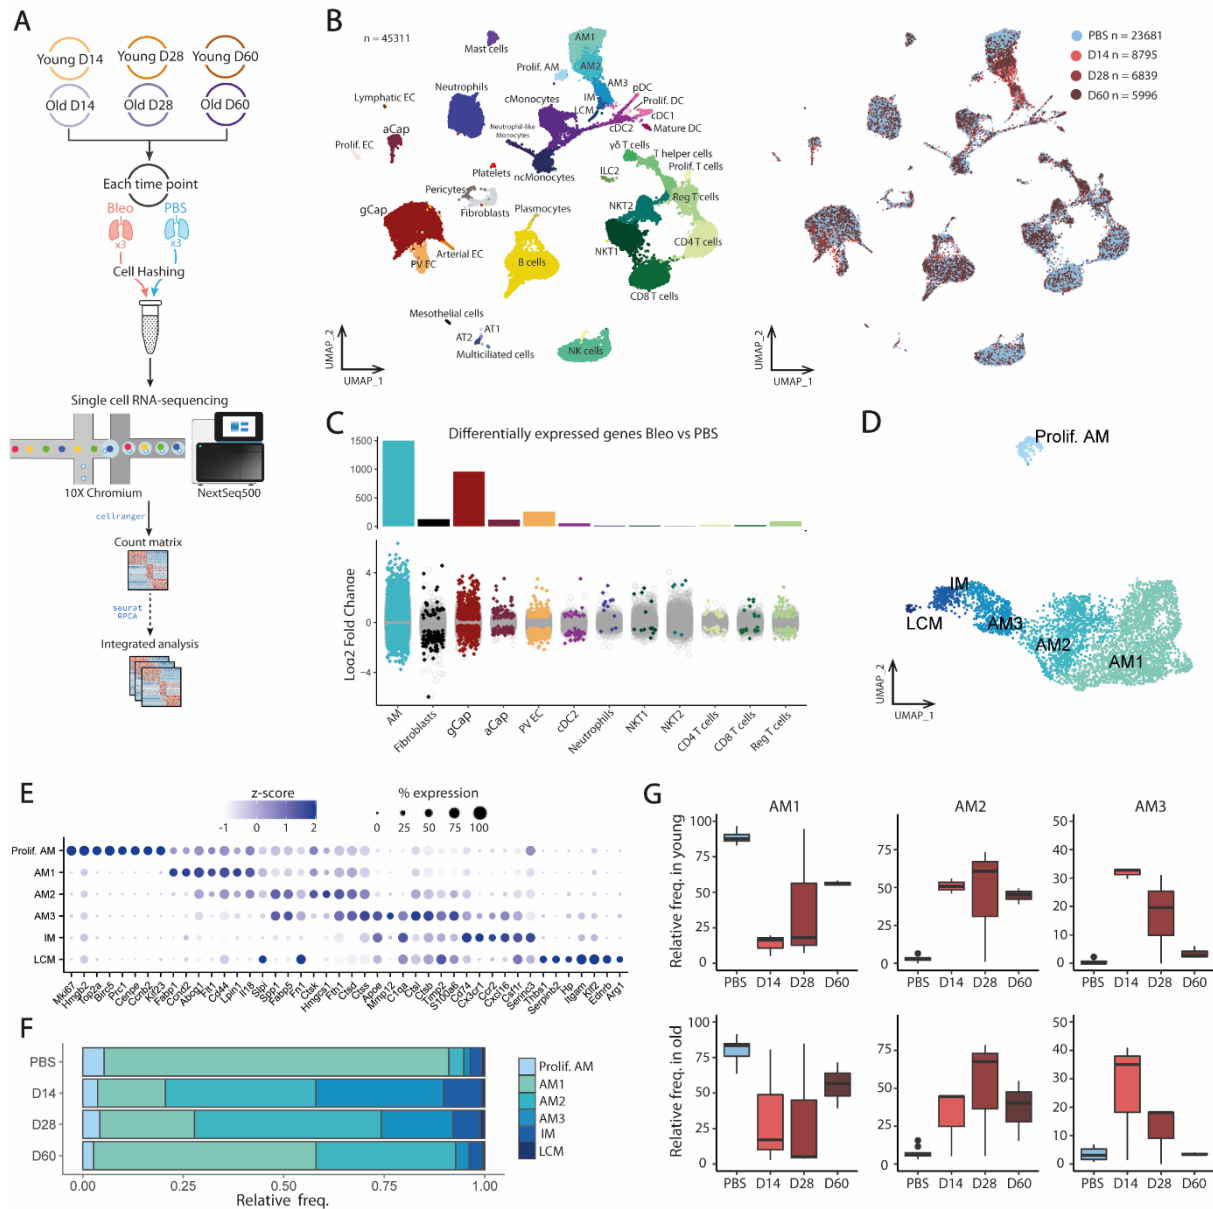 A
Young D14
Young D28
Young D60
Old D14
Old D28
Old D60
Each time point
Bleo
PBS
x3
x3
Cell Hashing
Single cell RNA-sequencing
10X Chromium
NextSeq500
cellranger
Count matrix
seurat
RPCA
Integrated analysis
B
n = 45311
Mast cells
AM1
AM2
Prolif. AM
AM3
IM
LCM
Neutrophils
cMonocytes
pDC
Prolif. DC
cDC1
cDC2
Mature DC
Lymphatic EC
aCap
Prolif. EC
Neutrophil-like
Monocytes
ncMonocytes
γδ T cells
T helper cells
Prolif. T cells
ILC2
Platelets
Pericytes
Fibroblasts
Reg T cells
gCap
Plasmocytes
NKT2
Arterial EC
PV EC
B cells
NKT1
CD4 T cells
CD8 T cells
Mesothelial cells
AT1
AT2
Multiciliated cells
NK cells
UMAP_2
UMAP_1
PBS n = 23681
D14 n = 8795
D28 n = 6839
D60 n = 5996
UMAP_2
UMAP_1
C
Differentially expressed genes Bleo vs PBS
1500
1000
500
0
Log2 Fold Change
4
0
−4
AM
Fibroblasts
gCap
aCap
PV EC
cDC2
Neutrophils
NKT1
NKT2
CD4 T cells
CD8 T cells
Reg T cells
D
Prolif. AM
IM
LCM
AM3
AM2
AM1
UMAP_2
UMAP_1
E
z-score
-1 0 1 2
% expression
0 25 50 75 100
Prolif. AM
AM1
AM2
AM3
IM
LCM
Mki67
Hmgb2
Top2a
Birc5
Prc1
Cenpe
Ccnb2
Kif23
Fabp1
Ccnd2
Abcg1
Flt1
Cd44
Lpin1
Il18
Slpi
Spp1
Fabp5
Fn1
Ctsk
Hmgcs1
Fth1
Ctsd
Ctss
Apoe
Mmp12
C1qa
Ctsl
Ctsb
Timp2
S100a6
Cd74
Cx3cr1
Ccr2
Cxcl16
Csf1r
Serinc3
Thbs1
Serpinb2
Hp
Itgam
Klf2
Ednrb
Arg1
F
PBS
D14
D28
D60
0.00 0.25 0.50 0.75 1.00
Relative freq.
Prolif. AM
AM1
AM2
AM3
IM
LCM
G
AM1
AM2
AM3
Relative freq. in young
100
75
50
25
0
PBS D14 D28 D60
75
50
25
0
PBS D14 D28 D60
50
40
30
20
10
0
PBS D14 D28 D60
Relative freq. in old
100
75
50
25
0
PBS D14 D28 D60
75
50
25
0
PBS D14 D28 D60
50
40
30
20
10
0
PBS D14 D28 D60